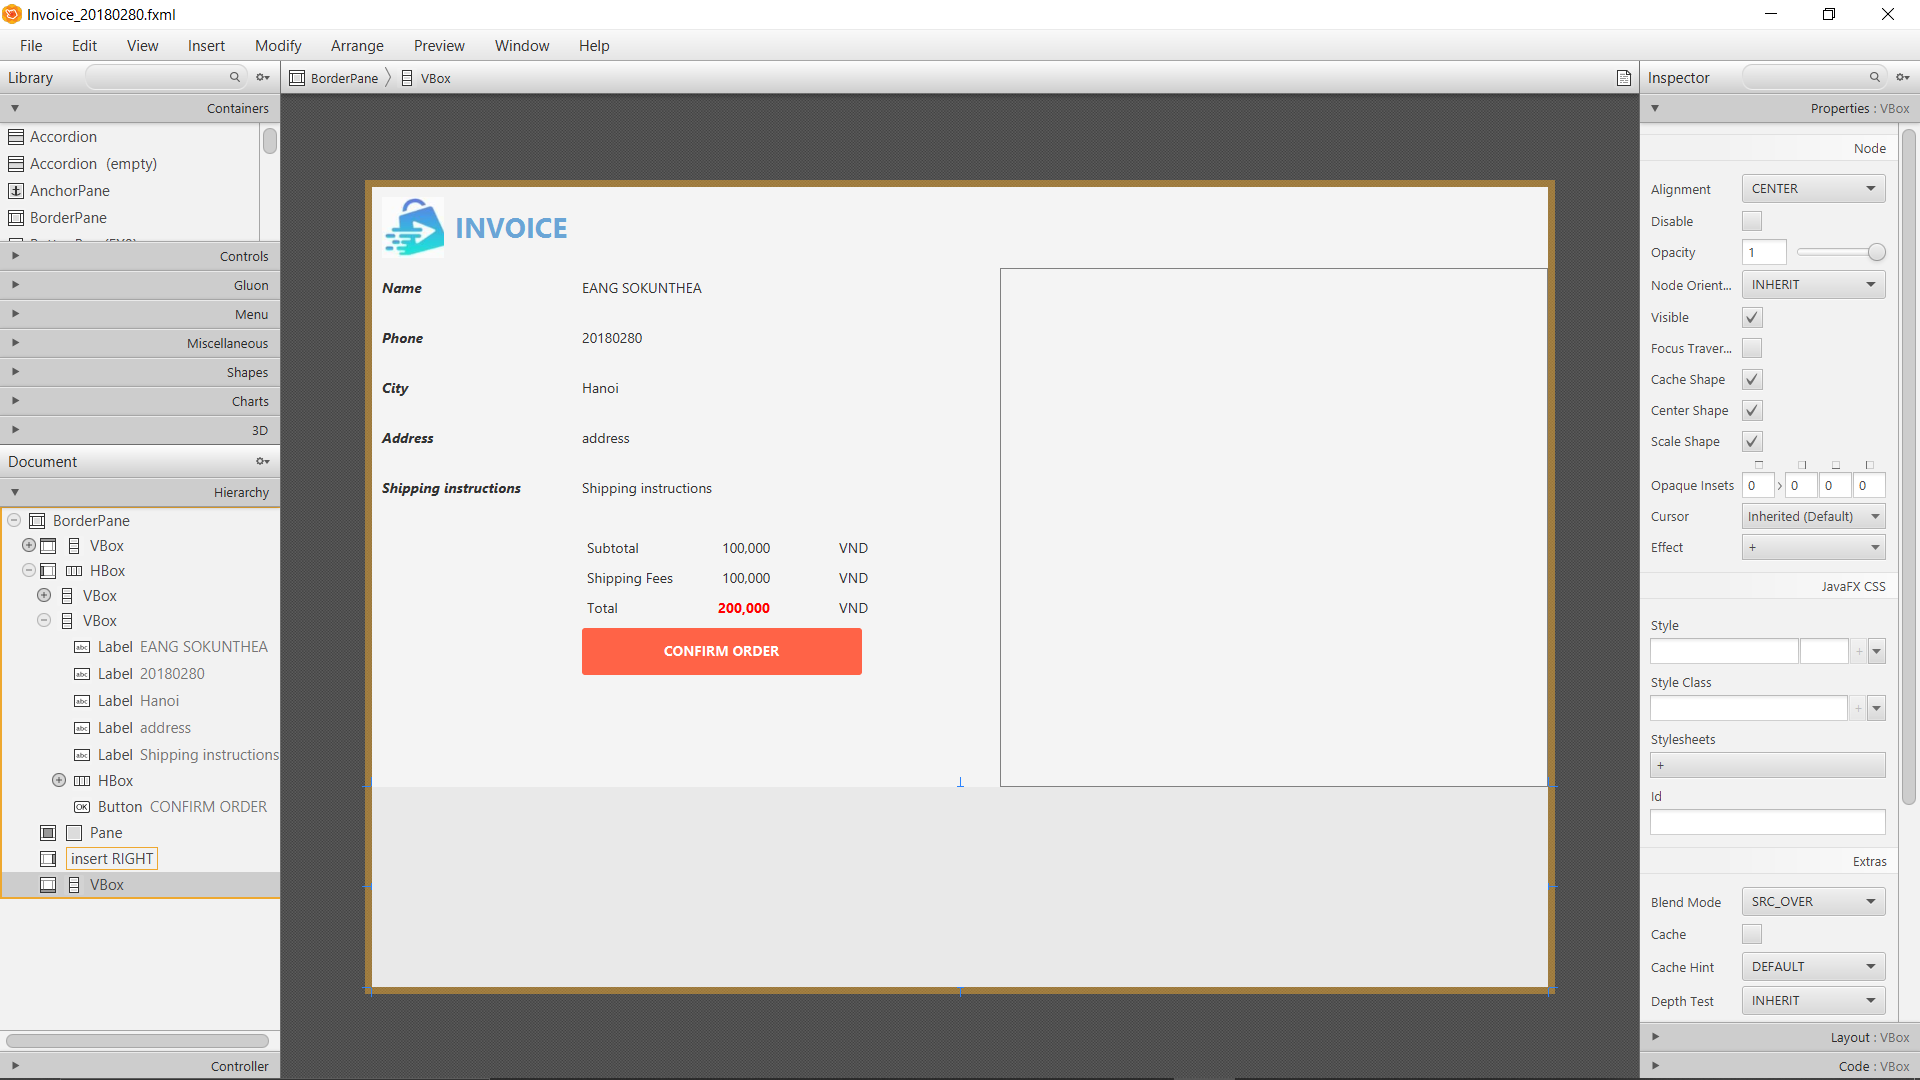 Invoice_20180280.fxml
File Edit View Insert Modify Arrange Preview Window Help
Library
Containers
Accordion
Accordion (empty)
AnchorPane
BorderPane
Controls
Gluon
Menu
Miscellaneous
Shapes
Charts
3D
Document
Hierarchy
BorderPane
VBox
HBox
VBox
VBox
Label EANG SOKUNTHEA
Label 20180280
Label Hanoi
Label address
Label Shipping instructions
HBox
OK Button CONFIRM ORDER
Pane
insert RIGHT
VBox
Controller
BorderPane VBox
INVOICE
Name EANG SOKUNTHEA
Phone 20180280
City Hanoi
Address address
Shipping instructions Shipping instructions
Subtotal 100,000 VND
Shipping Fees 100,000 VND
Total 200,000 VND
CONFIRM ORDER
Inspector
Properties : VBox
Node
Alignment CENTER
Disable
Opacity 1
Node Orient... INHERIT
Visible
Focus Traver...
Cache Shape
Center Shape
Scale Shape
Opaque Insets 0 0 0 0
Cursor Inherited (Default)
Effect +
JavaFX CSS
Style
+
Style Class
+
Stylesheets
+
Id
Extras
Blend Mode SRC_OVER
Cache
Cache Hint DEFAULT
Depth Test INHERIT
Layout : VBox
Code : VBox